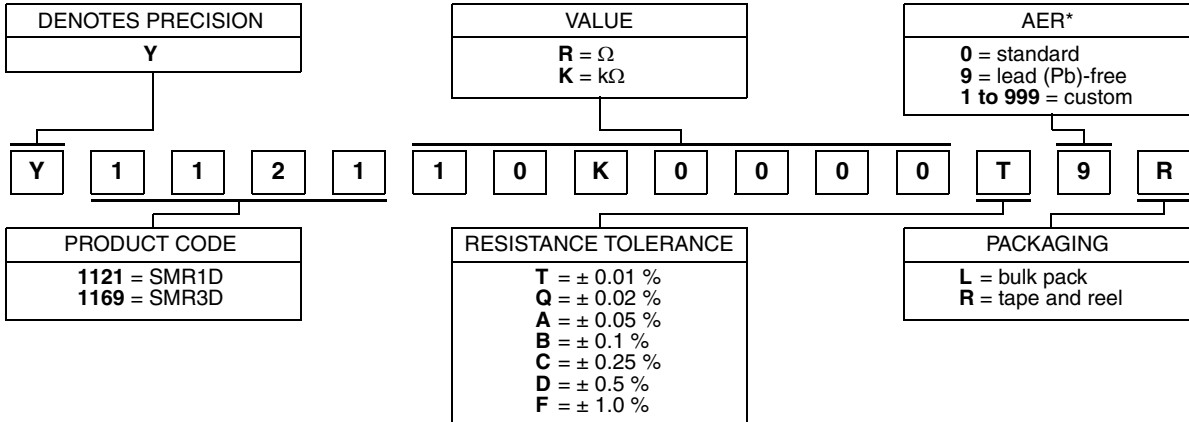 DENOTES PRECISION
Y
VALUE
R = Ω
K = kΩ
AER*
0 = standard
9 = lead (Pb)-free
1 to 999 = custom
Y 1 1 2 1 1 0 K 0 0 0 0 T 9 R
PRODUCT CODE
1121 = SMR1D
1169 = SMR3D
RESISTANCE TOLERANCE
T = ± 0.01 %
Q = ± 0.02 %
A = ± 0.05 %
B = ± 0.1 %
C = ± 0.25 %
D = ± 0.5 %
F = ± 1.0 %
PACKAGING
L = bulk pack
R = tape and reel